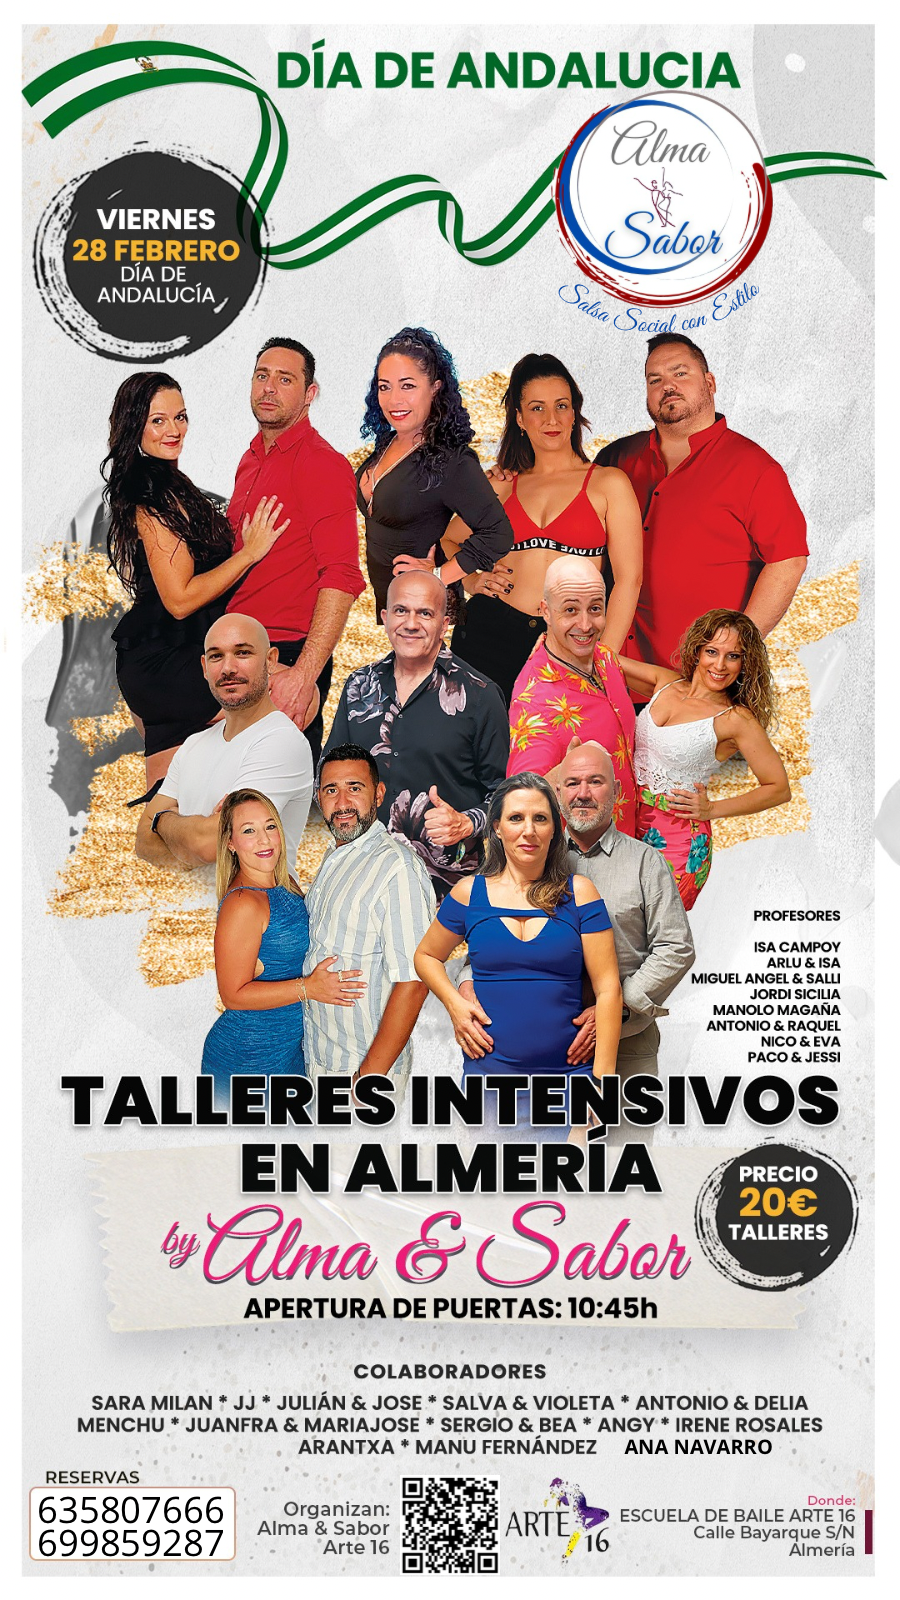 DÍA DE ANDALUCIA
Alma
Sabor
Salsa Social con Estilo
VIERNES
28 FEBRERO
DÍA DE
ANDALUCÍA
PROFESORES
ISA CAMPOY
ARLU & ISA
MIGUEL ANGEL & SALLI
JORDI SICILIA
MANOLO MAGAÑA
ANTONIO & RAQUEL
NICO & EVA
PACO & JESSI
TALLERES INTENSIVOS
EN ALMERÍA
by Alma & Sabor
APERTURA DE PUERTAS: 10:45h
PRECIO
20€
TALLERES
COLABORADORES
SARA MILAN * JJ * JULIÁN & JOSE * SALVA & VIOLETA * ANTONIO & DELIA
MENCHU * JUANFRA & MARIAJOSE * SERGIO & BEA * ANGY * IRENE ROSALES
ARANTXA * MANU FERNÁNDEZ ANA NAVARRO
RESERVAS
635807666
699859287
Organizan:
Alma & Sabor
Arte 16
ARTE
16
Donde:
ESCUELA DE BAILE ARTE 16
Calle Bayarque S/N
Almería